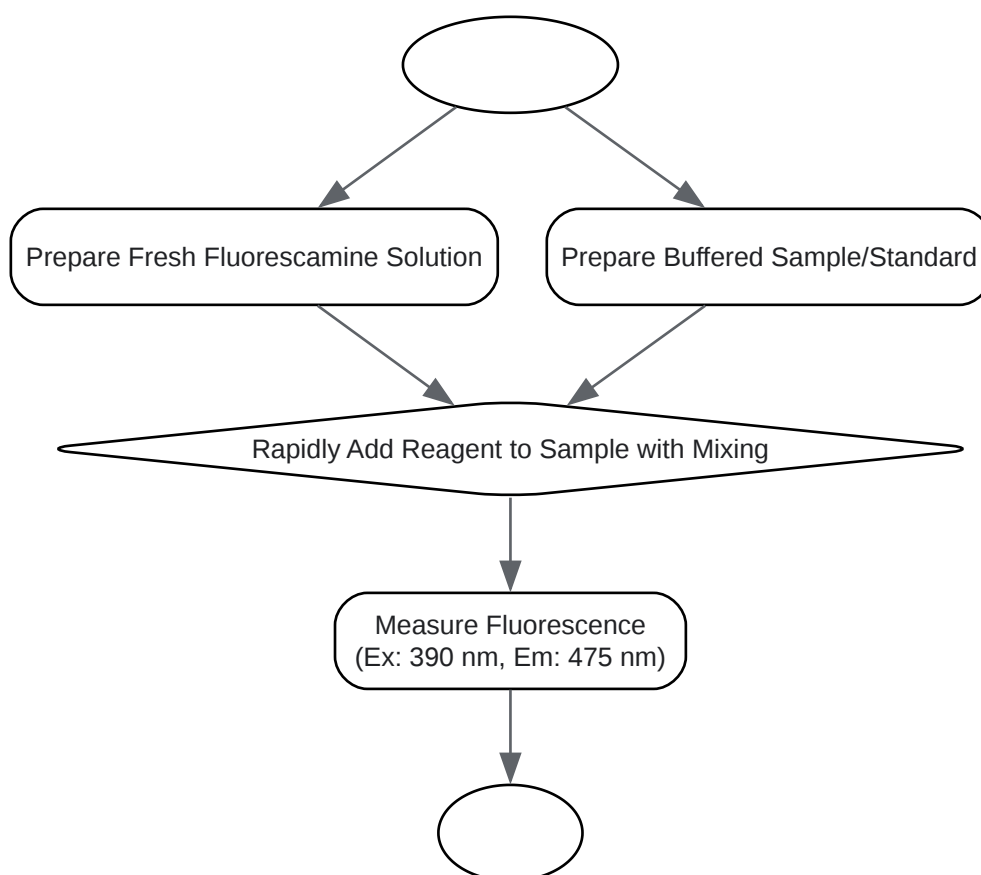 Prepare Fresh Fluorescamine Solution
Prepare Buffered Sample/Standard
Rapidly Add Reagent to Sample with Mixing
Measure Fluorescence
(Ex: 390 nm, Em: 475 nm)